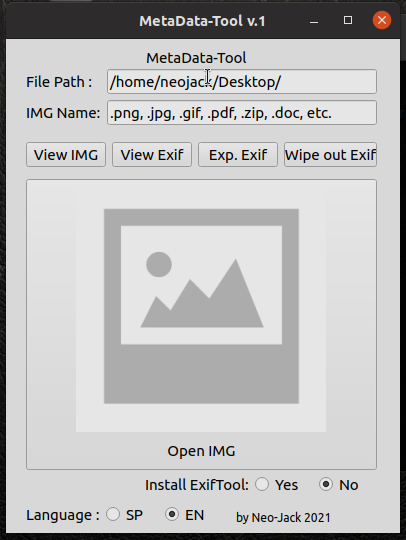 MetaData-Tool v.1
MetaData-Tool
File Path : /home/neojack/Desktop/
IMG Name: .png, .jpg, .gif, .pdf, .zip, .doc, etc.
View IMG View Exif Exp. Exif Wipe out Exif
Open IMG
Install ExifTool: Yes No
Language : SP EN by Neo-Jack 2021